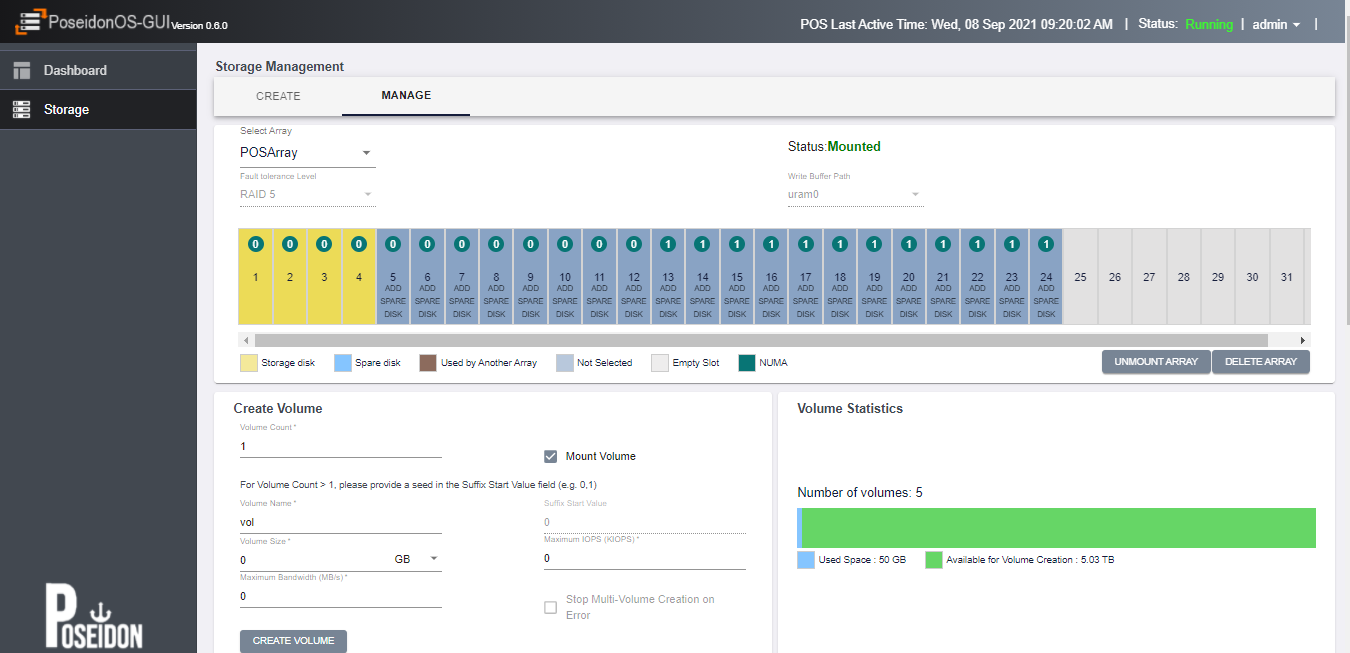 PoseidonOS-GUI Version 0.6.0
POS Last Active Time: Wed, 08 Sep 2021 09:20:02 AM | Status: Running | admin |
Dashboard
Storage
Storage Management
CREATE MANAGE
Select Array
POSArray
Status:Mounted
Fault tolerance Level
RAID 5
Write Buffer Path
uram0
0 0 0 0 0 0 0 0 0 0 0 0 1 1 1 1 1 1 1 1 1 1 1 1
1 2 3 4 5 6 7 8 9 10 11 12 13 14 15 16 17 18 19 20 21 22 23 24 25 26 27 28 29 30 31
ADD ADD ADD ADD ADD ADD ADD ADD ADD ADD ADD ADD ADD ADD ADD ADD ADD ADD ADD ADD
SPARE SPARE SPARE SPARE SPARE SPARE SPARE SPARE SPARE SPARE SPARE SPARE SPARE SPARE SPARE SPARE SPARE SPARE SPARE SPARE
DISK DISK DISK DISK DISK DISK DISK DISK DISK DISK DISK DISK DISK DISK DISK DISK DISK DISK DISK DISK
Storage disk Spare disk Used by Another Array Not Selected Empty Slot NUMA
UNMOUNT ARRAY DELETE ARRAY
Create Volume
Volume Count *
1
Mount Volume
For Volume Count > 1, please provide a seed in the Suffix Start Value field (e.g. 0,1)
Volume Name *
vol
Suffix Start Value
0
Volume Size *
0 GB
Maximum IOPS (KIOPS) *
0
Maximum Bandwidth (MB/s) *
0
Stop Multi-Volume Creation on
Error
CREATE VOLUME
Volume Statistics
Number of volumes: 5
Used Space : 50 GB Available for Volume Creation : 5.03 TB
POSEIDON